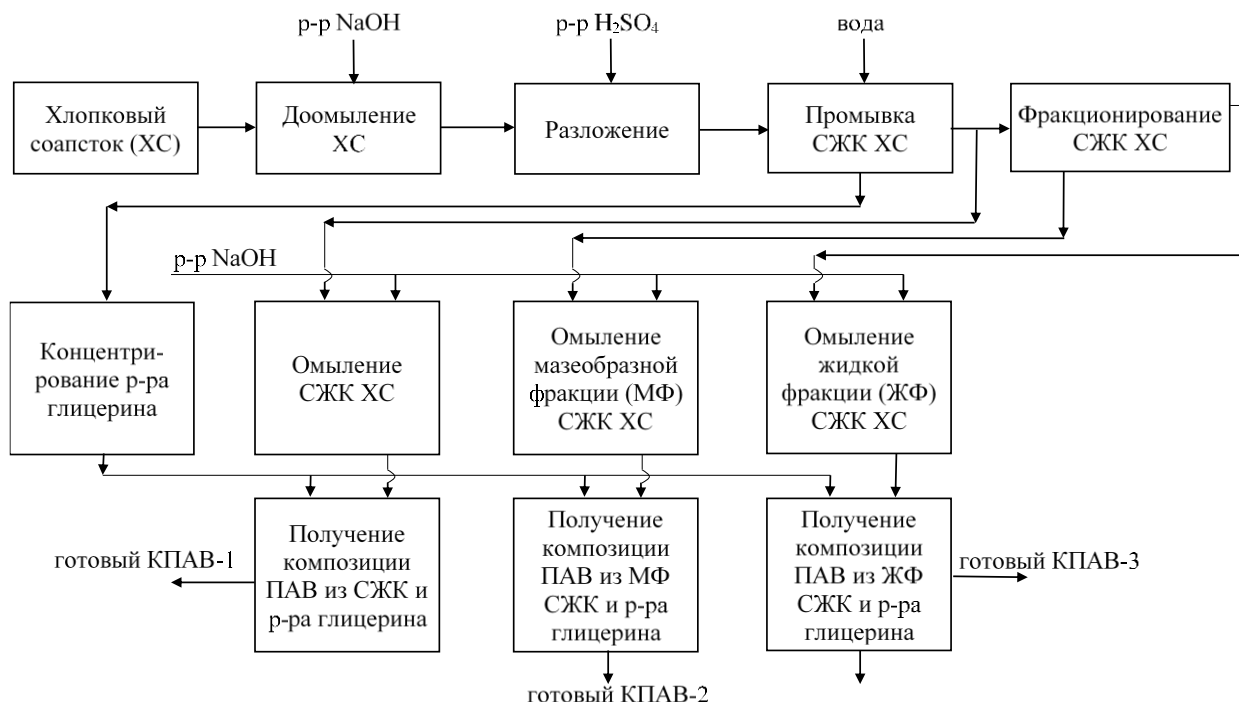 р-р NaOH
р-р H₂SO₄
вода
Хлопковый
соапсток (ХС)
Доомыление
ХС
Разложение
Промывка
СЖК ХС
Фракционирование
СЖК ХС
р-р NaOH
Концентри-
рование р-ра
глицерина
Омыление
СЖК ХС
Омыление
мазеобразной
фракции (МФ)
СЖК ХС
Омыление
жидкой
фракции (ЖФ)
СЖК ХС
готовый КПАВ-1
Получение
композиции
ПАВ из СЖК и
р-ра глицерина
Получение
композиции
ПАВ из МФ
СЖК и р-ра
глицерина
Получение
композиции
ПАВ из ЖФ
СЖК и р-ра
глицерина
готовый КПАВ-3
готовый КПАВ-2